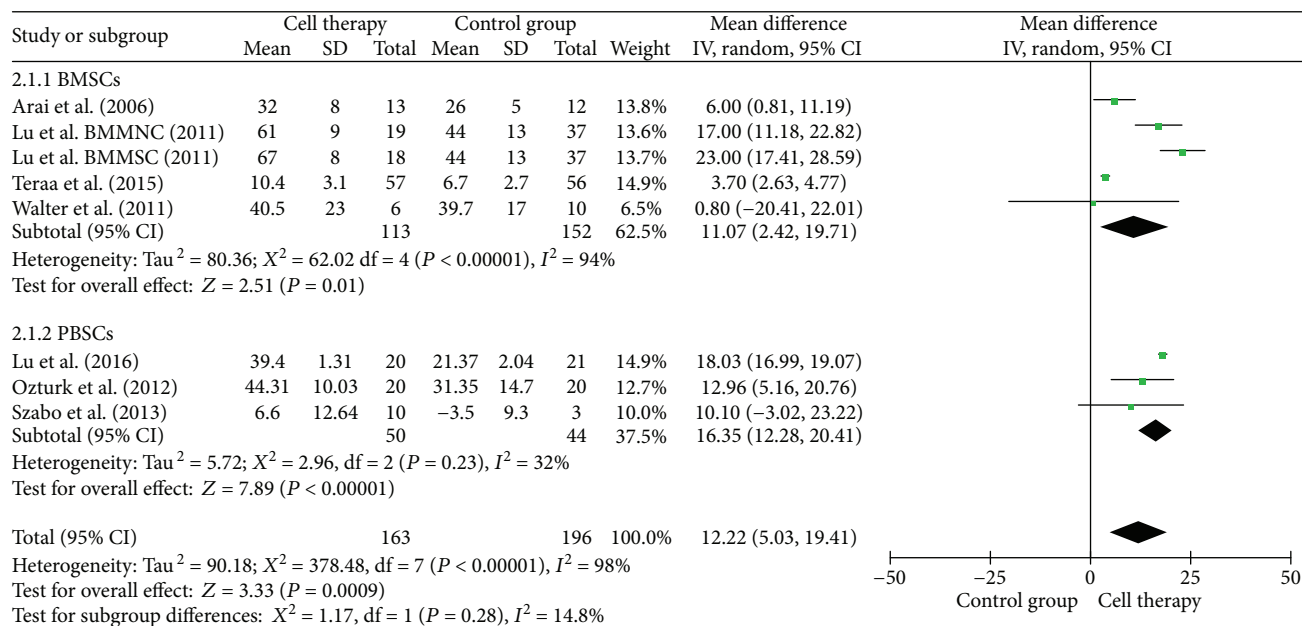 Study or subgroup Cell therapy Control group Mean difference Mean difference
Mean SD Total Mean SD Total Weight IV, random, 95% CI IV, random, 95% CI
2.1.1 BMSCs
Arai et al. (2006) 32 8 13 26 5 12 13.8% 6.00 (0.81, 11.19)
Lu et al. BMMNC (2011) 61 9 19 44 13 37 13.6% 17.00 (11.18, 22.82)
Lu et al. BMMSC (2011) 67 8 18 44 13 37 13.7% 23.00 (17.41, 28.59)
Teraa et al. (2015) 10.4 3.1 57 6.7 2.7 56 14.9% 3.70 (2.63, 4.77)
Walter et al. (2011) 40.5 23 6 39.7 17 10 6.5% 0.80 (−20.41, 22.01)
Subtotal (95% CI) 113 152 62.5% 11.07 (2.42, 19.71)
Heterogeneity: Tau² = 80.36; X² = 62.02 df = 4 (P < 0.00001), I² = 94%
Test for overall effect: Z = 2.51 (P = 0.01)
2.1.2 PBSCs
Lu et al. (2016) 39.4 1.31 20 21.37 2.04 21 14.9% 18.03 (16.99, 19.07)
Ozturk et al. (2012) 44.31 10.03 20 31.35 14.7 20 12.7% 12.96 (5.16, 20.76)
Szabo et al. (2013) 6.6 12.64 10 −3.5 9.3 3 10.0% 10.10 (−3.02, 23.22)
Subtotal (95% CI) 50 44 37.5% 16.35 (12.28, 20.41)
Heterogeneity: Tau² = 5.72; X² = 2.96, df = 2 (P = 0.23), I² = 32%
Test for overall effect: Z = 7.89 (P < 0.00001)
Total (95% CI) 163 196 100.0% 12.22 (5.03, 19.41)
Heterogeneity: Tau² = 90.18; X² = 378.48, df = 7 (P < 0.00001), I² = 98%
Test for overall effect: Z = 3.33 (P = 0.0009)
Test for subgroup differences: X² = 1.17, df = 1 (P = 0.28), I² = 14.8%
−50 −25 0 25 50
Control group Cell therapy